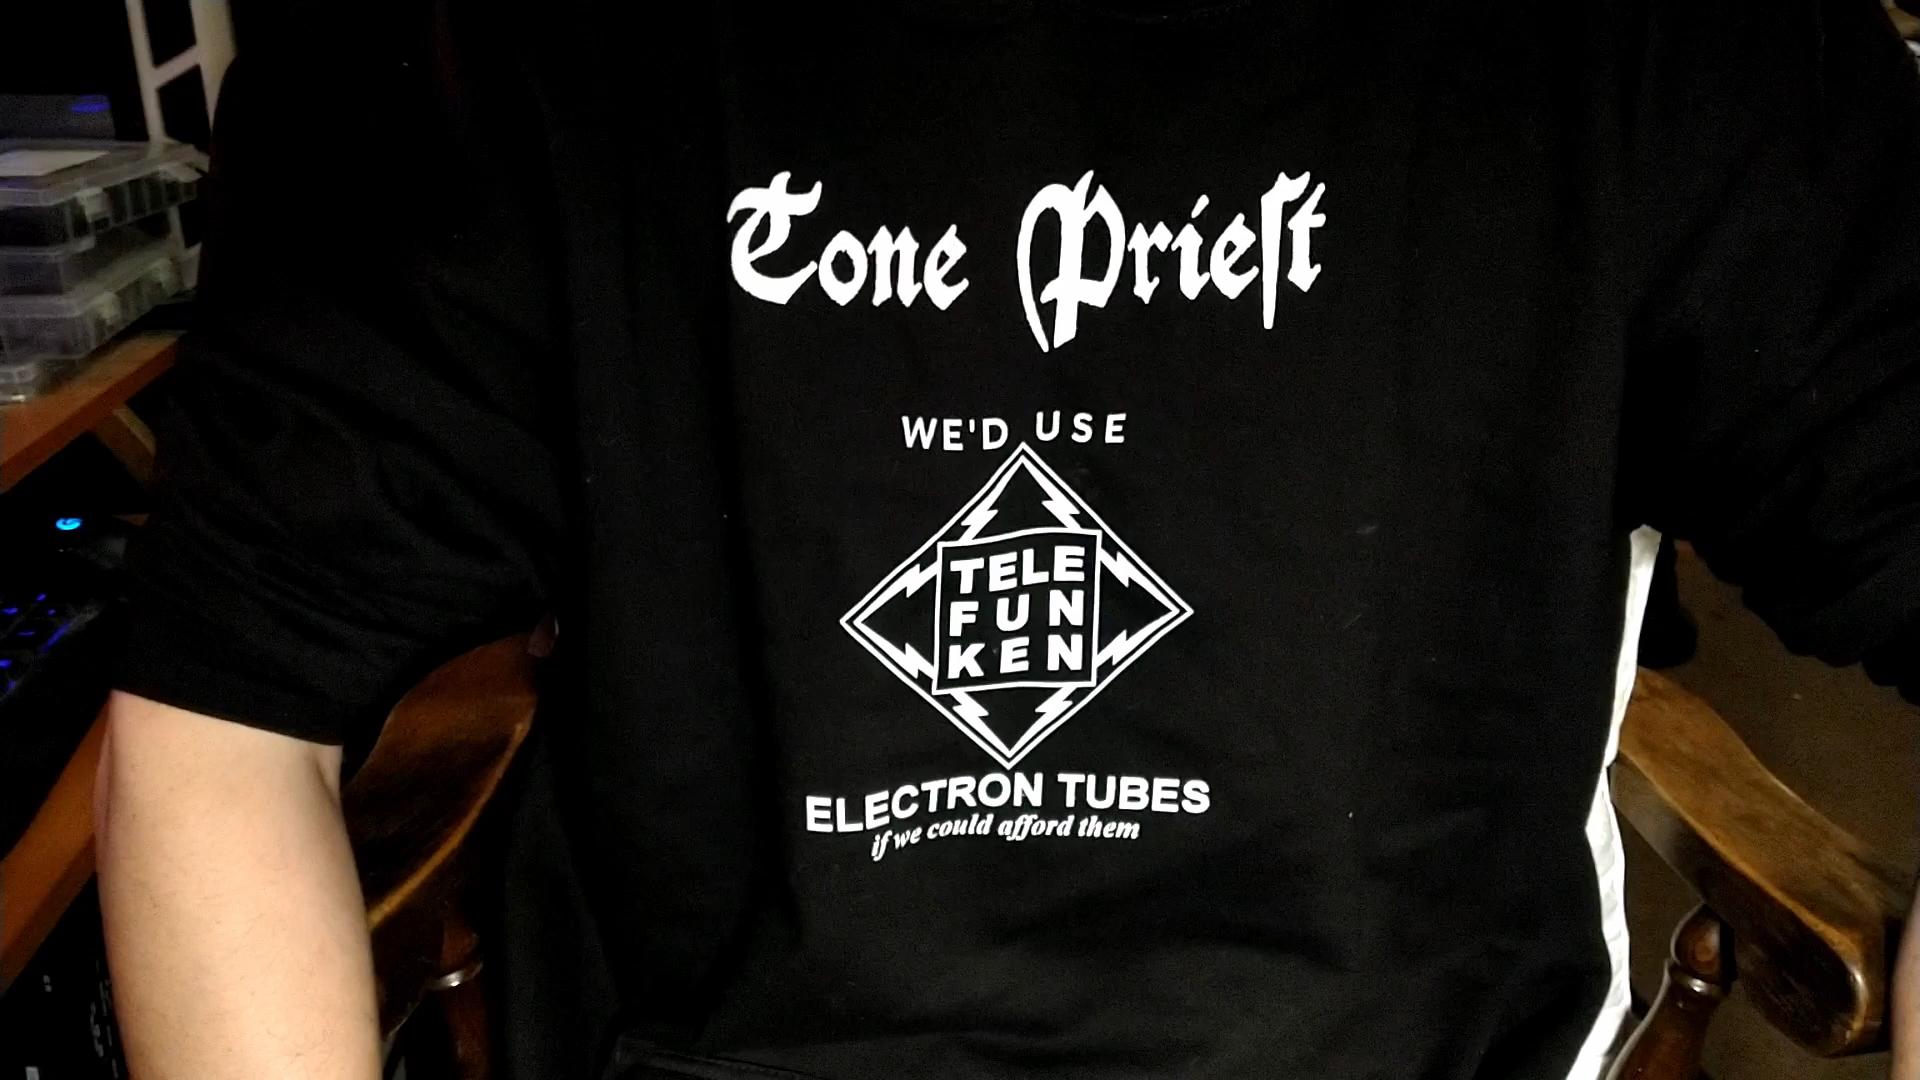 Tone Prieſt
WE'D USE
TELE
FUN
KEN
ELECTRON TUBES
if we could afford them